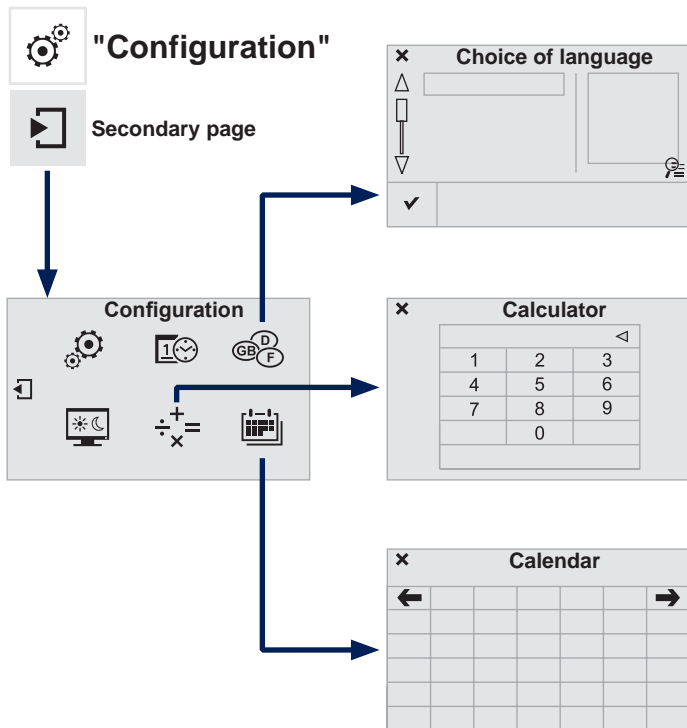 "Configuration"
Secondary page
Choice of language
Configuration
1
GB D F
÷ + × =
Calculator
1 2 3
4 5 6
7 8 9
0
Calendar